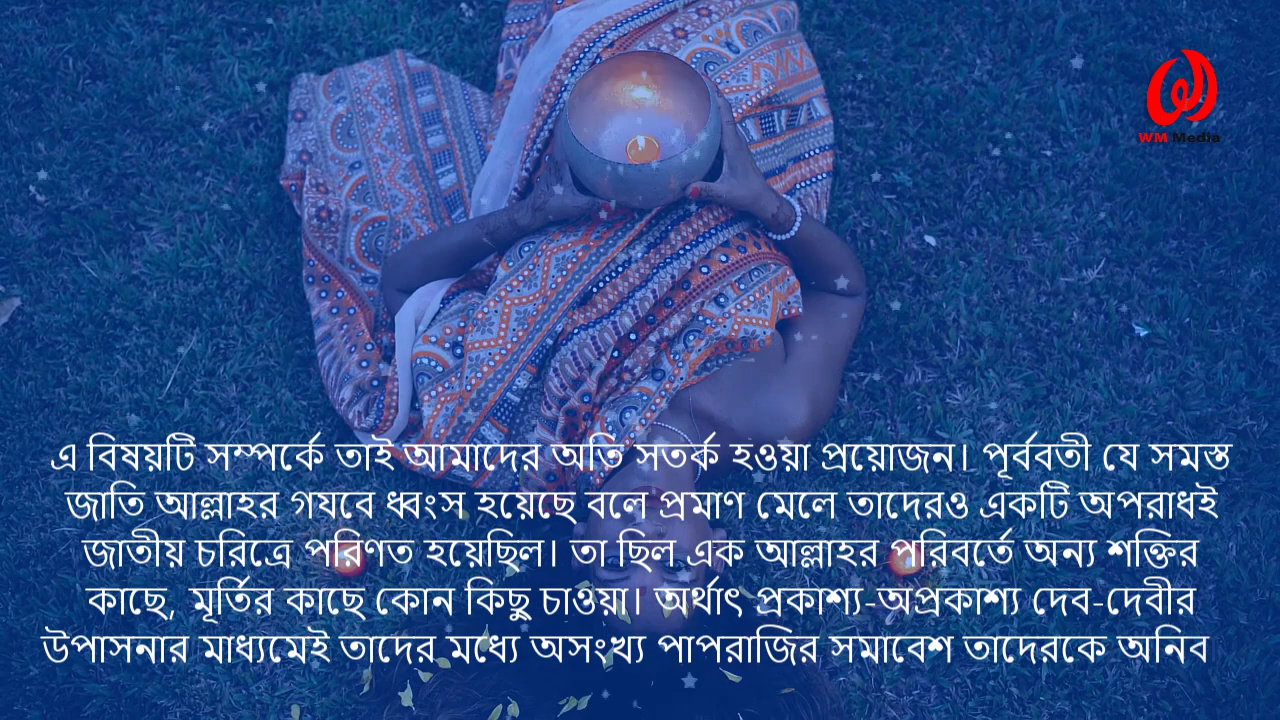 WM Media
এ বিষয়টি সম্পর্কে তাই আমাদের অতি সতর্ক হওয়া প্রয়োজন। পূর্ববতী যে সমস্ত
জাতি আল্লাহর গযবে ধ্বংস হয়েছে বলে প্রমাণ মেলে তাদেরও একটি অপরাধই
জাতীয় চরিত্রে পরিণত হয়েছিল। তা ছিল এক আল্লাহর পরিবর্তে অন্য শক্তির
কাছে, মূর্তির কাছে কোন কিছু চাওয়া। অর্থাৎ প্রকাশ্য-অপ্রকাশ্য দেব-দেবীর
উপাসনার মাধ্যমেই তাদের মধ্যে অসংখ্য পাপরাজির সমাবেশ তাদেরকে অনিব